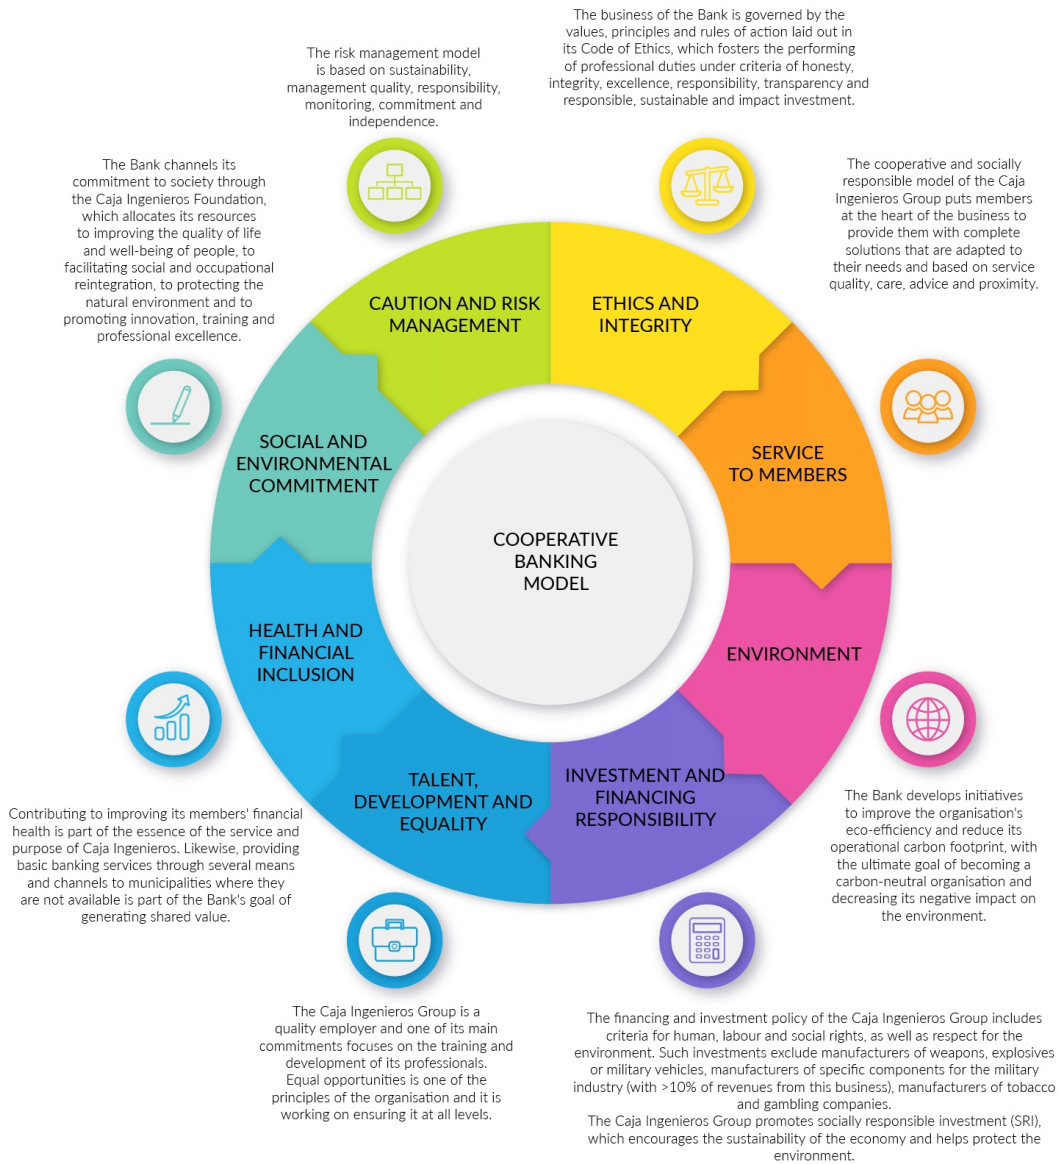 The business of the Bank is governed by the
values, principles and rules of action laid out in
its Code of Ethics, which fosters the performing
of professional duties under criteria of honesty,
integrity, excellence, responsibility, transparency and
responsible, sustainable and impact investment.
The risk management model
is based on sustainability,
management quality, responsibility,
monitoring, commitment and
independence.
The Bank channels its
commitment to society through
the Caja Ingenieros Foundation,
which allocates its resources
to improving the quality of life
and well-being of people, to
facilitating social and occupational
reintegration, to protecting the
natural environment and to
promoting innovation, training and
professional excellence.
The cooperative and socially
responsible model of the Caja
Ingenieros Group puts members
at the heart of the business to
provide them with complete
solutions that are adapted to
their needs and based on service
quality, care, advice and proximity.
CAUTION AND RISK
MANAGEMENT
ETHICS AND
INTEGRITY
SOCIAL AND
ENVIRONMENTAL
COMMITMENT
SERVICE
TO MEMBERS
COOPERATIVE
BANKING
MODEL
HEALTH AND
FINANCIAL
INCLUSION
ENVIRONMENT
TALENT,
DEVELOPMENT AND
EQUALITY
INVESTMENT AND
FINANCING
RESPONSIBILITY
Contributing to improving its members' financial
health is part of the essence of the service and
purpose of Caja Ingenieros. Likewise, providing
basic banking services through several means
and channels to municipalities where they
are not available is part of the Bank's goal of
generating shared value.
The Bank develops initiatives
to improve the organisation's
eco-efficiency and reduce its
operational carbon footprint, with
the ultimate goal of becoming a
carbon-neutral organisation and
decreasing its negative impact on
the environment.
The Caja Ingenieros Group is a
quality employer and one of its main
commitments focuses on the training and
development of its professionals.
Equal opportunities is one of the
principles of the organisation and it is
working on ensuring it at all levels.
The financing and investment policy of the Caja Ingenieros Group includes
criteria for human, labour and social rights, as well as respect for the
environment. Such investments exclude manufacturers of weapons, explosives
or military vehicles, manufacturers of specific components for the military
industry (with >10% of revenues from this business), manufacturers of tobacco
and gambling companies.
The Caja Ingenieros Group promotes socially responsible investment (SRI),
which encourages the sustainability of the economy and helps protect the
environment.